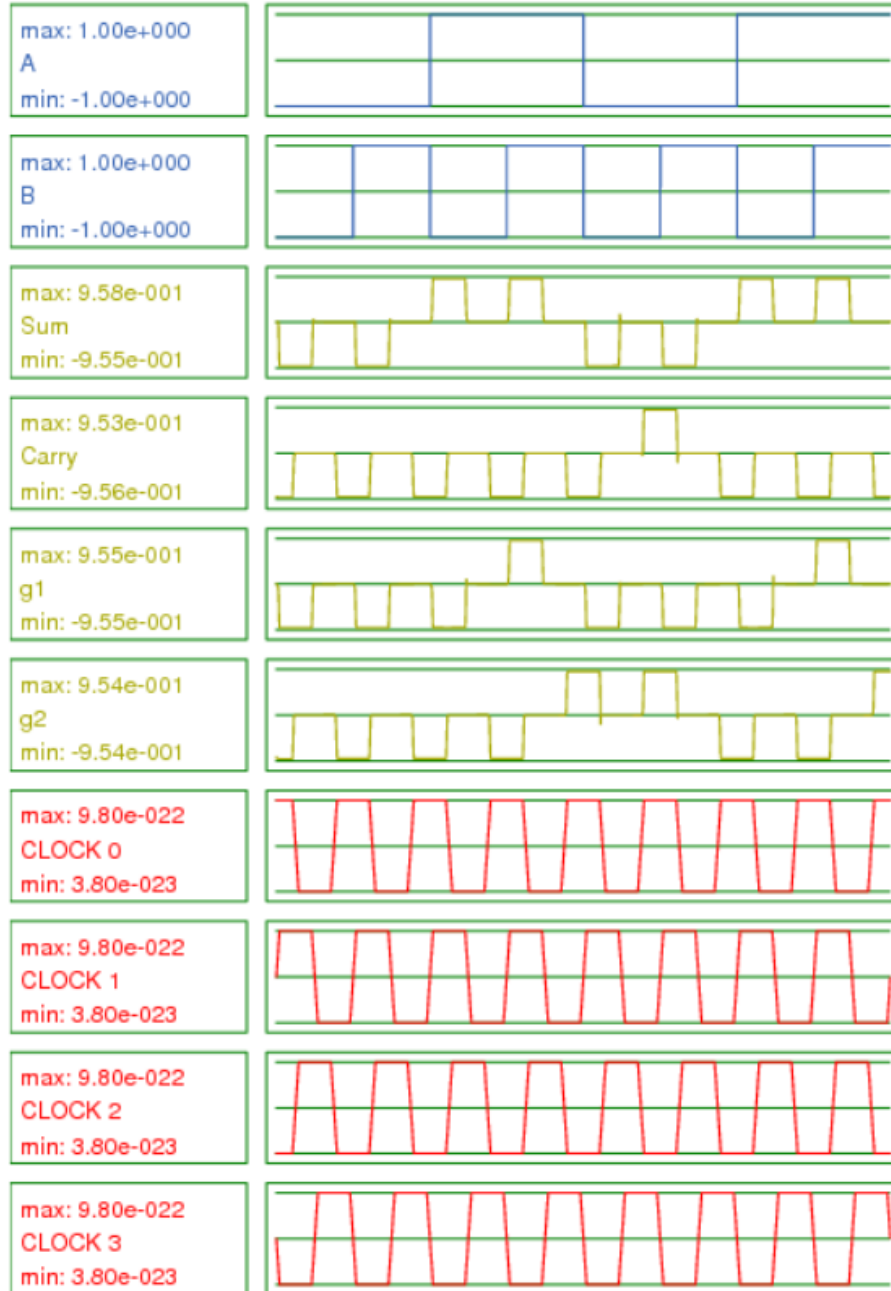 max: 1.00e+000
A
min: -1.00e+000
max: 1.00e+000
B
min: -1.00e+000
max: 9.58e-001
Sum
min: -9.55e-001
max: 9.53e-001
Carry
min: -9.56e-001
max: 9.55e-001
g1
min: -9.55e-001
max: 9.54e-001
g2
min: -9.54e-001
max: 9.80e-022
CLOCK 0
min: 3.80e-023
max: 9.80e-022
CLOCK 1
min: 3.80e-023
max: 9.80e-022
CLOCK 2
min: 3.80e-023
max: 9.80e-022
CLOCK 3
min: 3.80e-023